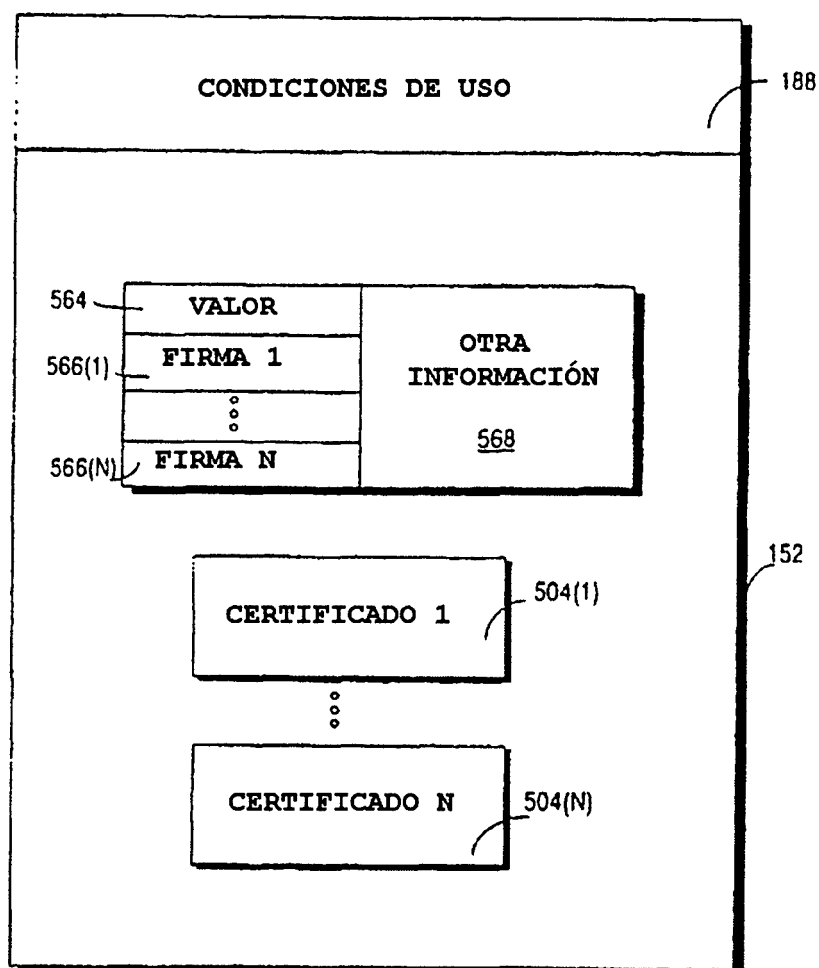 CONDICIONES DE USO
188
564
VALOR
566(1)
FIRMA 1
566(N)
FIRMA N
OTRA
INFORMACIÓN
568
152
CERTIFICADO 1
504(1)
CERTIFICADO N
504(N)